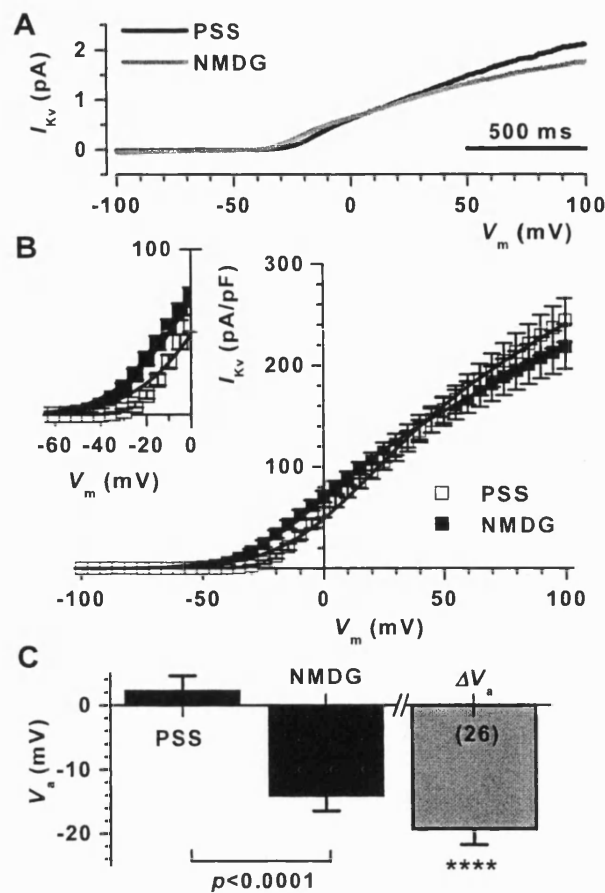 A
PSS
NMDG
I_Kv (pA)
2
1
0
500 ms
-100 -50 0 50 100
V_m (mV)
B
100
-60 -40 -20 0
V_m (mV)
I_Kv (pA/pF)
300
200
100
PSS
NMDG
-100 -50 0 50 100
V_m (mV)
C
NMDG
ΔV_a
V_a (mV)
0
-10
-20
PSS
(26)
p<0.0001
****